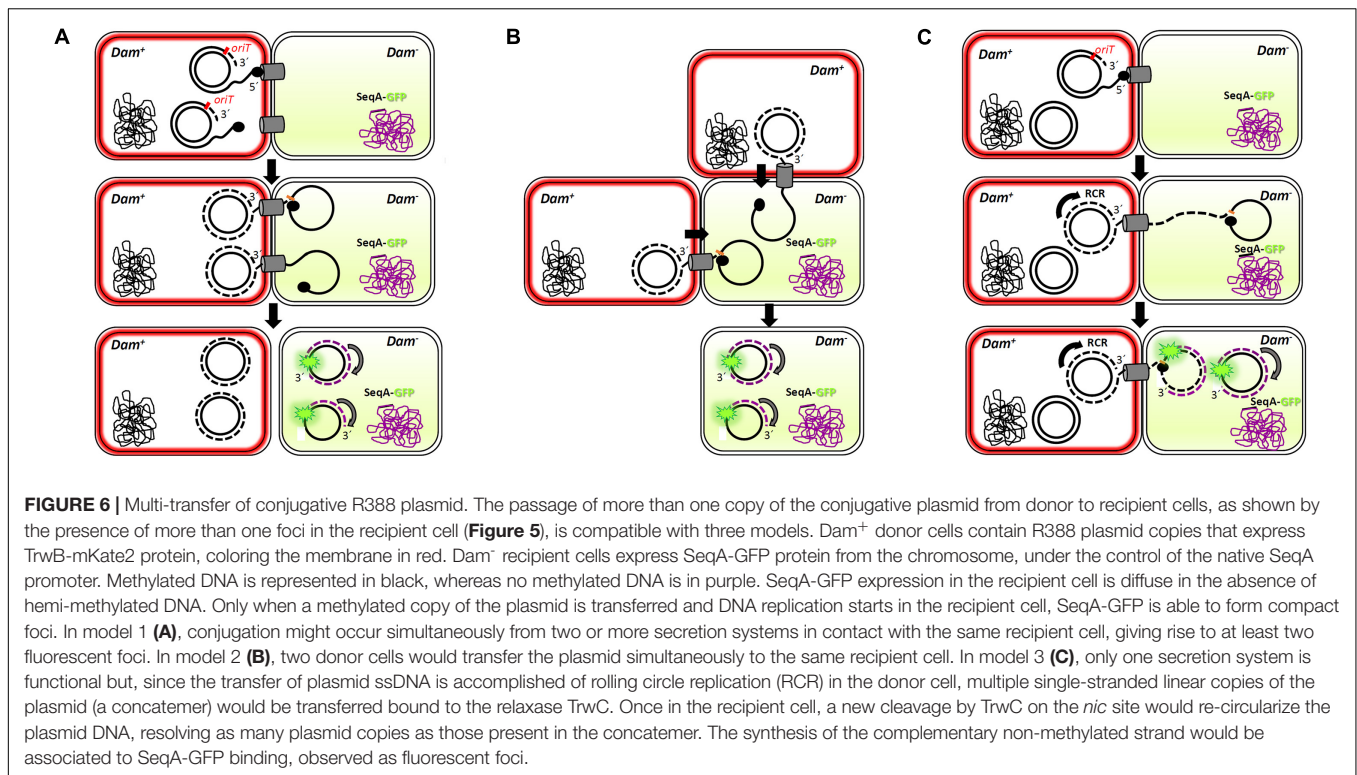 A
B
C
Dam+
oriT
3´
5´
oriT
3´
Dam-
SeqA-GFP
Dam+
3´
SeqA-GFP
Dam+
oriT
3´
5´
Dam-
SeqA-GFP
Dam+
3´
3´
Dam-
SeqA-GFP
Dam+
3´
Dam-
SeqA-GFP
Dam+
RCR
3´
Dam-
SeqA-GFP
Dam+
Dam-
3´
SeqA-GFP
3´
Dam-
3´
SeqA-GFP
3´
Dam+
RCR
3´
Dam-
3´
3´
SeqA-GFP
FIGURE 6 | Multi-transfer of conjugative R388 plasmid. The passage of more than one copy of the conjugative plasmid from donor to recipient cells, as shown by
the presence of more than one foci in the recipient cell (Figure 5), is compatible with three models. Dam+ donor cells contain R388 plasmid copies that express
TrwB-mKate2 protein, coloring the membrane in red. Dam- recipient cells express SeqA-GFP protein from the chromosome, under the control of the native SeqA
promoter. Methylated DNA is represented in black, whereas no methylated DNA is in purple. SeqA-GFP expression in the recipient cell is diffuse in the absence of
hemi-methylated DNA. Only when a methylated copy of the plasmid is transferred and DNA replication starts in the recipient cell, SeqA-GFP is able to form compact
foci. In model 1 (A), conjugation might occur simultaneously from two or more secretion systems in contact with the same recipient cell, giving rise to at least two
fluorescent foci. In model 2 (B), two donor cells would transfer the plasmid simultaneously to the same recipient cell. In model 3 (C), only one secretion system is
functional but, since the transfer of plasmid ssDNA is accomplished of rolling circle replication (RCR) in the donor cell, multiple single-stranded linear copies of the
plasmid (a concatemer) would be transferred bound to the relaxase TrwC. Once in the recipient cell, a new cleavage by TrwC on the nic site would re-circularize the
plasmid DNA, resolving as many plasmid copies as those present in the concatemer. The synthesis of the complementary non-methylated strand would be
associated to SeqA-GFP binding, observed as fluorescent foci.